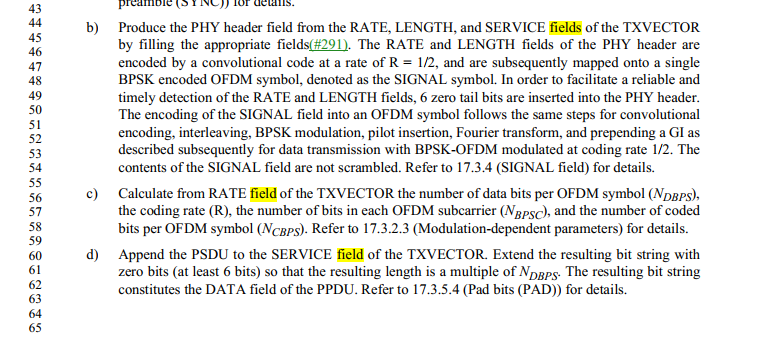 preamble (SYNC)) for details.
43
44
45
46
47
48
49
50
51
52
53
54
55
56
57
58
59
60
61
62
63
64
65
b) Produce the PHY header field from the RATE, LENGTH, and SERVICE fields of the TXVECTOR
by filling the appropriate fields(#291). The RATE and LENGTH fields of the PHY header are
encoded by a convolutional code at a rate of R = 1/2, and are subsequently mapped onto a single
BPSK encoded OFDM symbol, denoted as the SIGNAL symbol. In order to facilitate a reliable and
timely detection of the RATE and LENGTH fields, 6 zero tail bits are inserted into the PHY header.
The encoding of the SIGNAL field into an OFDM symbol follows the same steps for convolutional
encoding, interleaving, BPSK modulation, pilot insertion, Fourier transform, and prepending a GI as
described subsequently for data transmission with BPSK-OFDM modulated at coding rate 1/2. The
contents of the SIGNAL field are not scrambled. Refer to 17.3.4 (SIGNAL field) for details.
c) Calculate from RATE field of the TXVECTOR the number of data bits per OFDM symbol (NDBPS),
the coding rate (R), the number of bits in each OFDM subcarrier (NBPSC), and the number of coded
bits per OFDM symbol (NCBPS). Refer to 17.3.2.3 (Modulation-dependent parameters) for details.
d) Append the PSDU to the SERVICE field of the TXVECTOR. Extend the resulting bit string with
zero bits (at least 6 bits) so that the resulting length is a multiple of NDBPS. The resulting bit string
constitutes the DATA field of the PPDU. Refer to 17.3.5.4 (Pad bits (PAD)) for details.